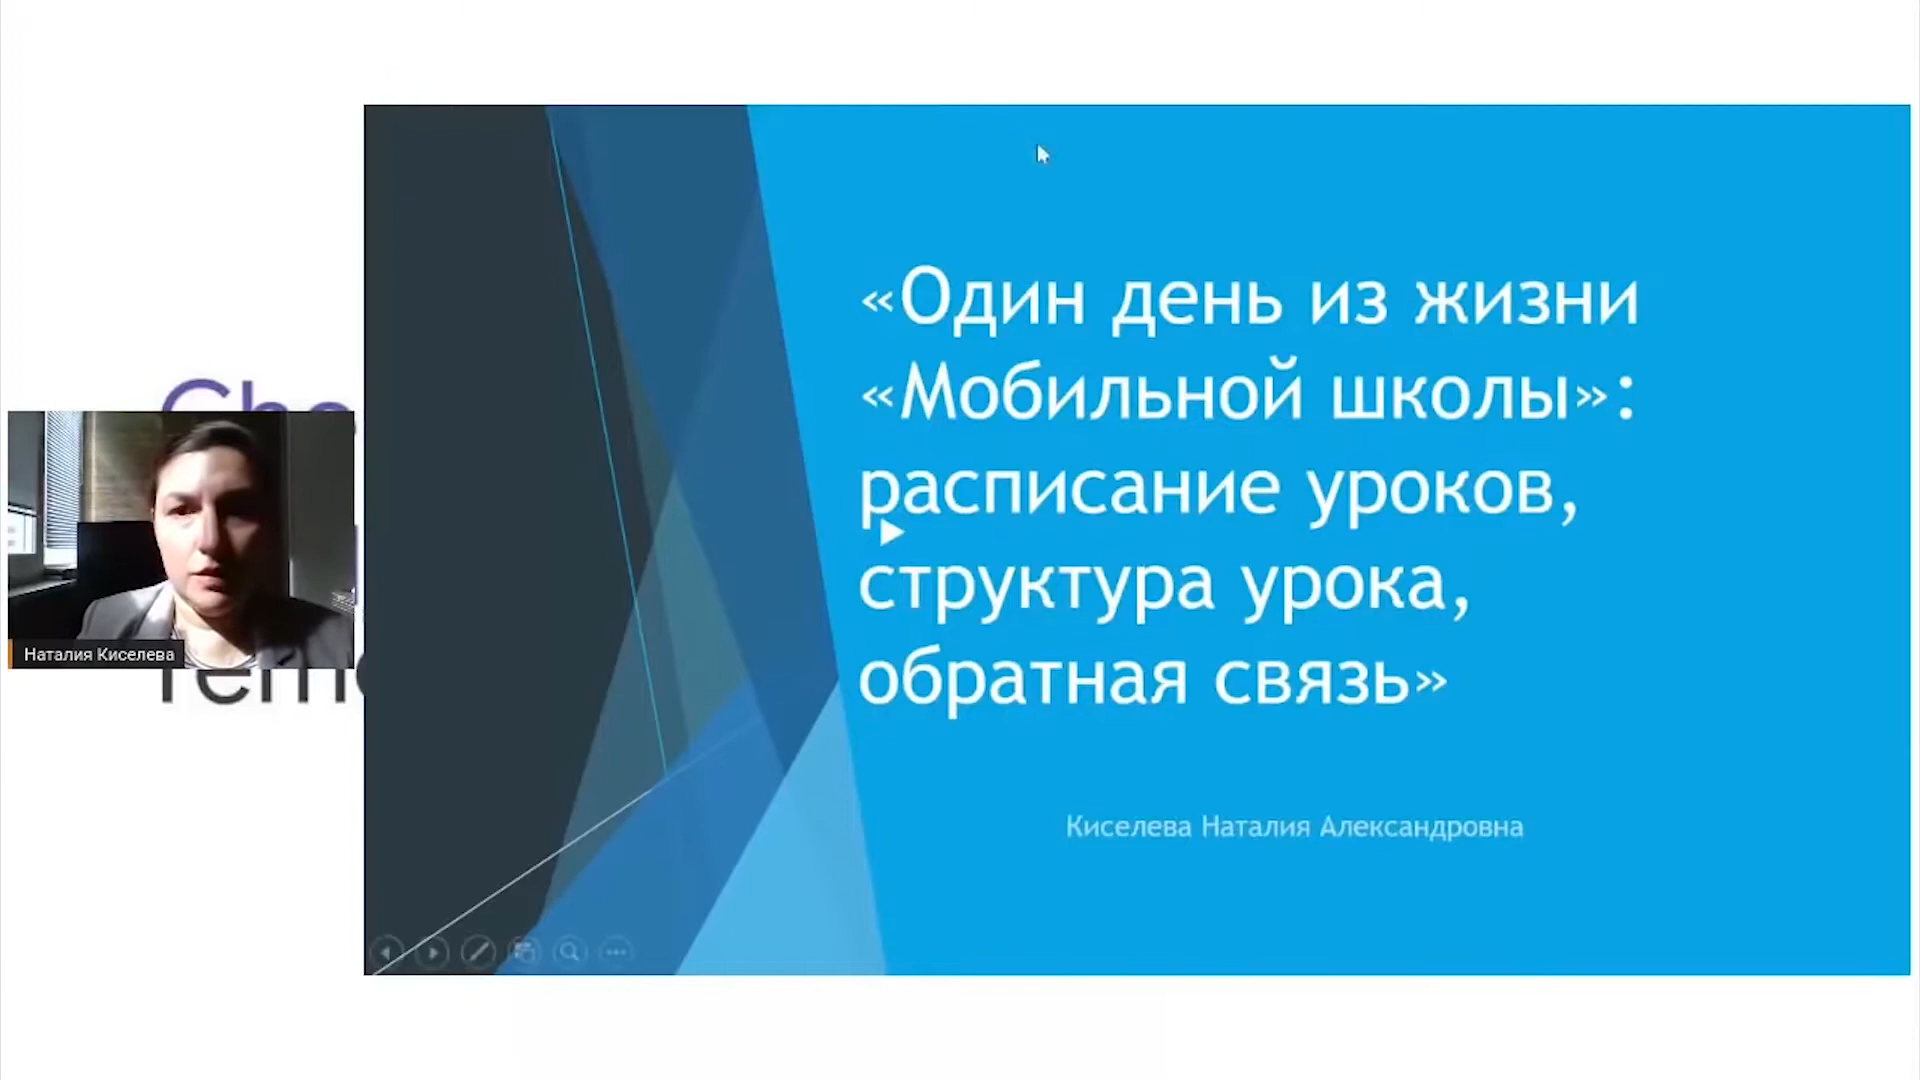 «Один день из жизни
«Мобильной школы»:
расписание уроков,
структура урока,
обратная связь»
Киселева Наталия Александровна
Наталия Киселева